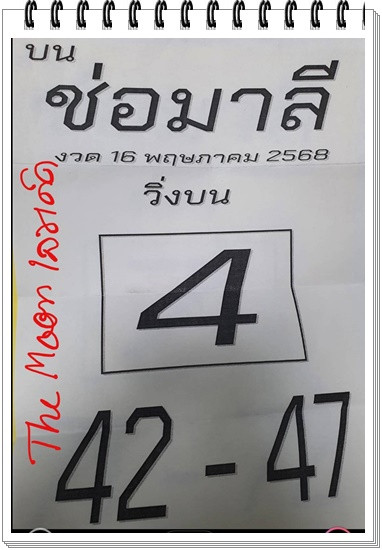 บน
ช่อมาลี
งวด 16 พฤษภาคม 2568
วิ่งบน
4
42 - 47
The Moon เลขเด็ด